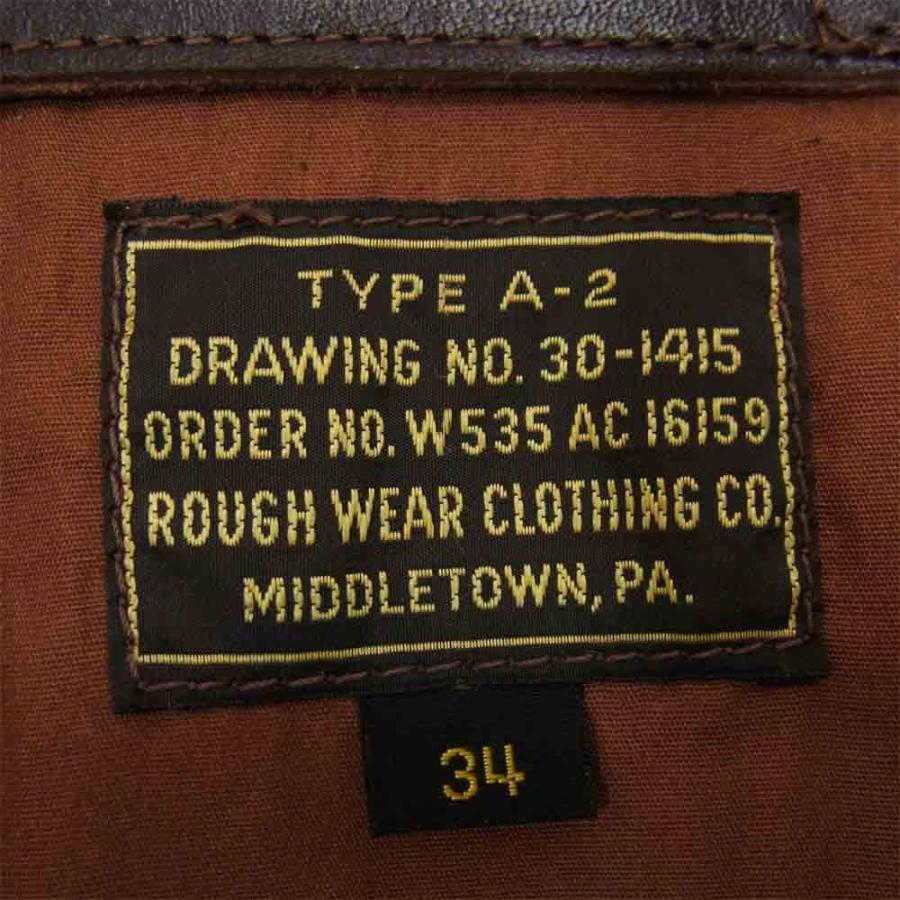 TYPE A-2
DRAWING NO. 30-1415
ORDER NO. W535 AC 16159
ROUGH WEAR CLOTHING CO.
MIDDLETOWN, PA.
34